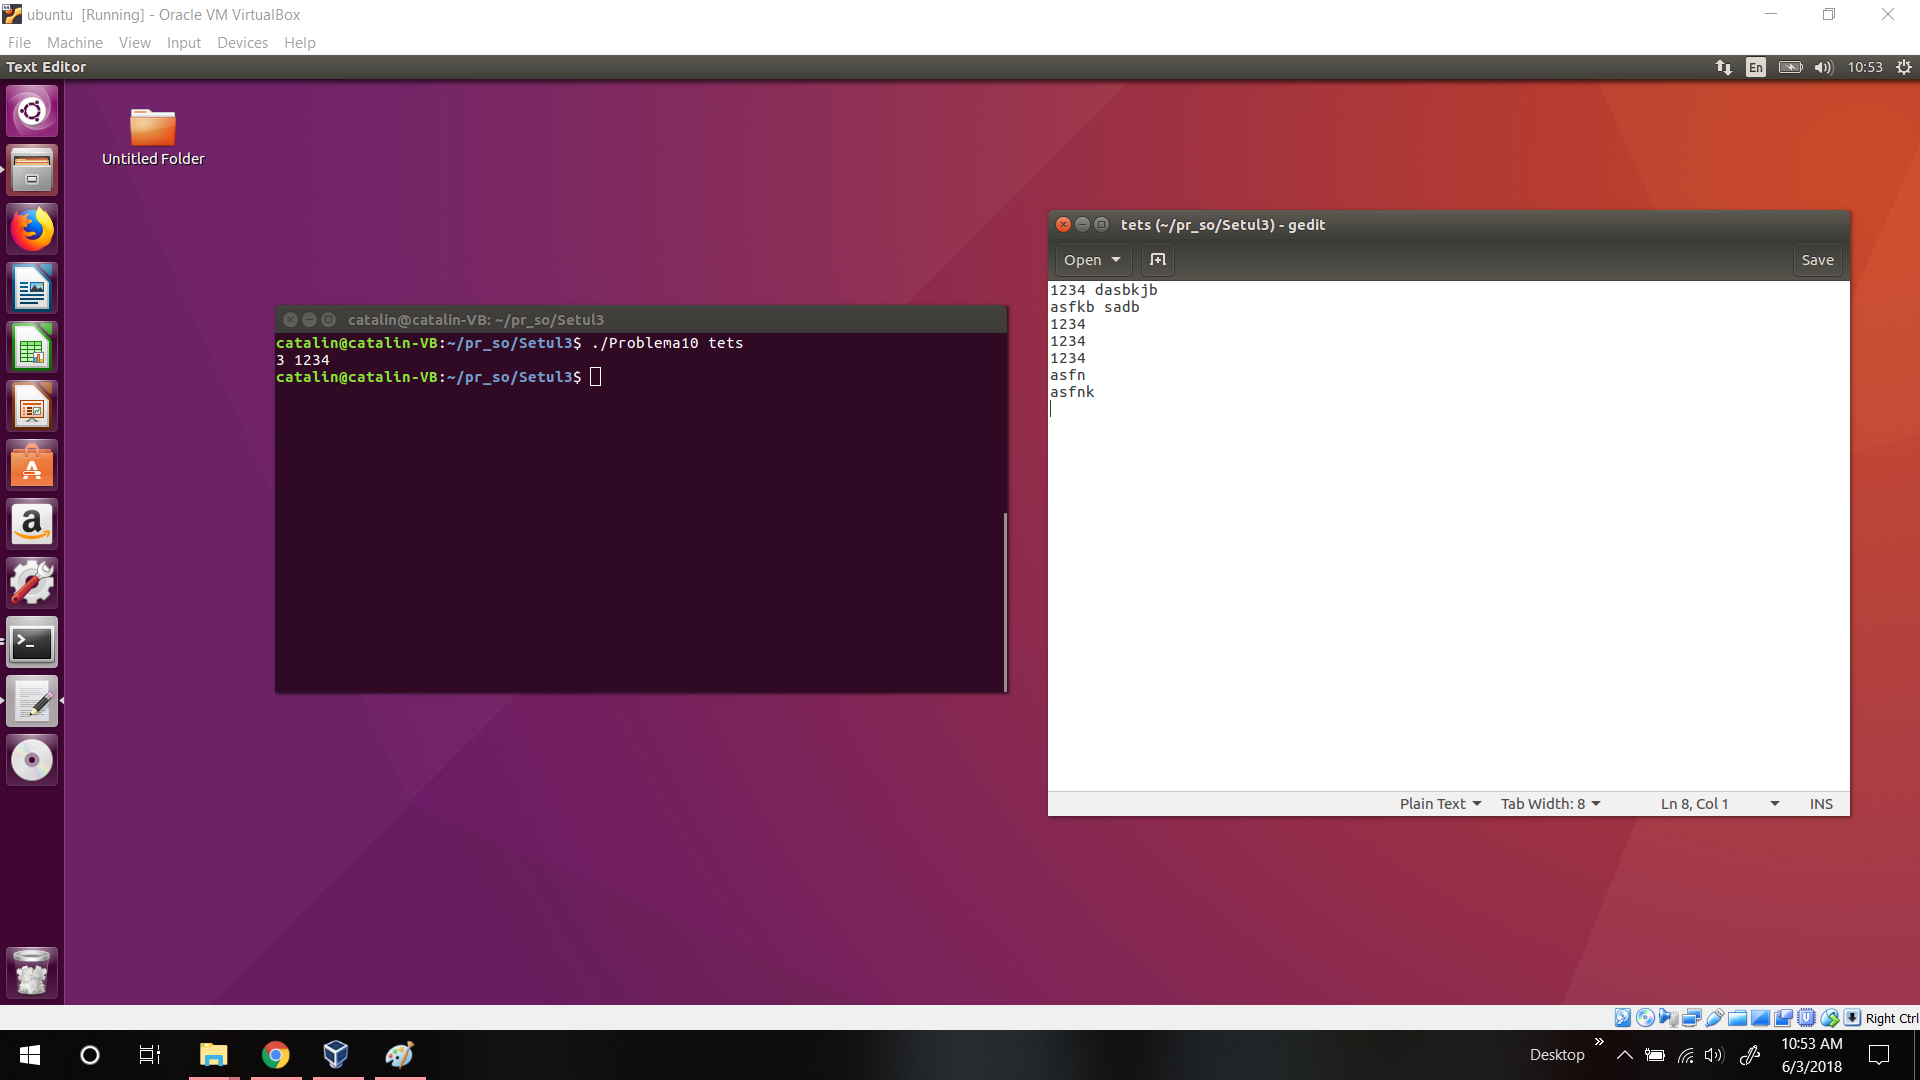 ubuntu [Running] - Oracle VM VirtualBox
File Machine View Input Devices Help
Text Editor
En
10:53
Untitled Folder
tets (~/pr_so/Setul3) - gedit
Open
Save
1234 dasbkjb
asfkb sadb
1234
1234
1234
asfn
asfnk
Plain Text
Tab Width: 8
Ln 8, Col 1
INS
catalin@catalin-VB: ~/pr_so/Setul3
catalin@catalin-VB:~/pr_so/Setul3$ ./Problema10 tets
3 1234
catalin@catalin-VB:~/pr_so/Setul3$
Right Ctrl
Desktop
10:53 AM
6/3/2018